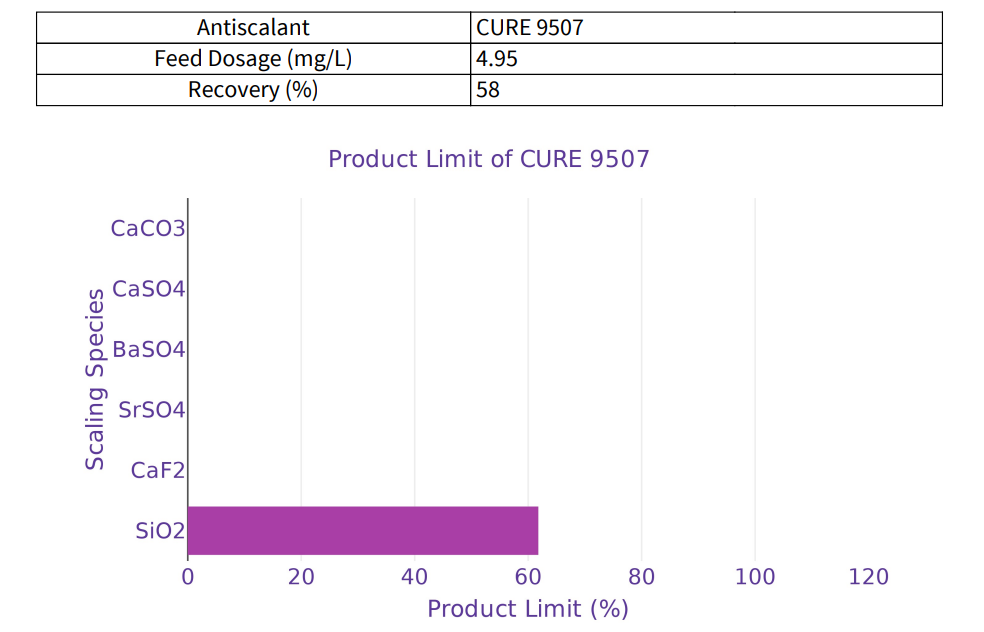 Antiscalant CURE 9507
Feed Dosage (mg/L) 4.95
Recovery (%) 58
Product Limit of CURE 9507
Scaling Species
CaCO3
CaSO4
BaSO4
SrSO4
CaF2
SiO2
0 20 40 60 80 100 120
Product Limit (%)